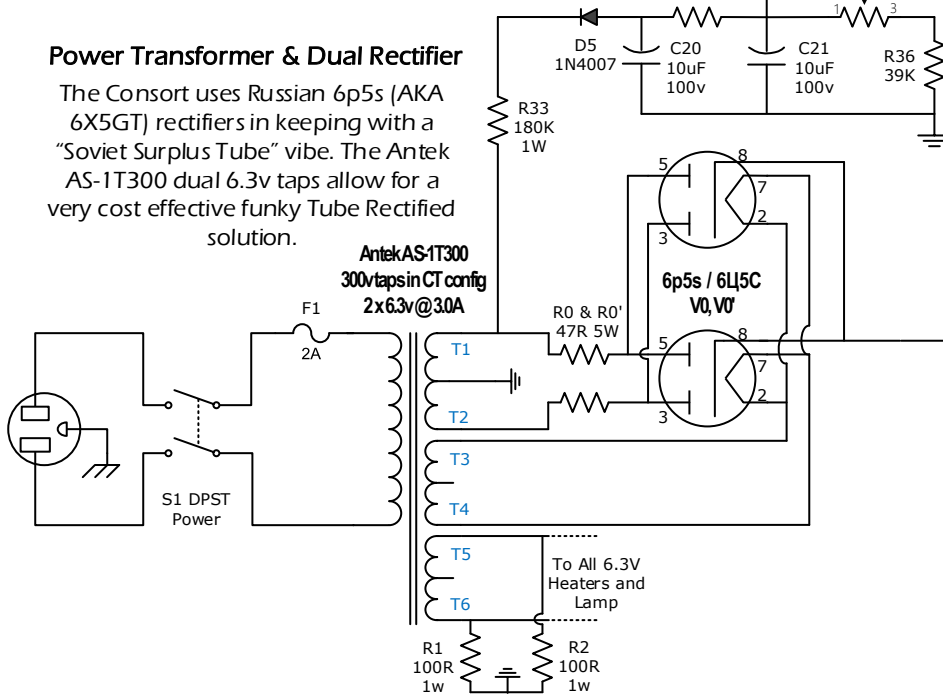 Power Transformer & Dual Rectifier
The Consort uses Russian 6p5s (AKA
6X5GT) rectifiers in keeping with a
“Soviet Surplus Tube” vibe. The Antek
AS-1T300 dual 6.3v taps allow for a
very cost effective funky Tube Rectified
solution.
D5
1N4007
C20
10uF
100v
C21
10uF
100v
1
3
R36
39K
R33
180K
1W
Antek AS-1T300
300v taps in CT config
2 x 6.3v @ 3.0A
F1
2A
R0 & R0'
47R 5W
5
3
8
7
2
6p5s / 6Ц5С
V0, V0'
5
3
8
7
2
T1
T2
T3
T4
T5
T6
S1 DPST
Power
To All 6.3V
Heaters and
Lamp
R1
100R
1w
R2
100R
1w